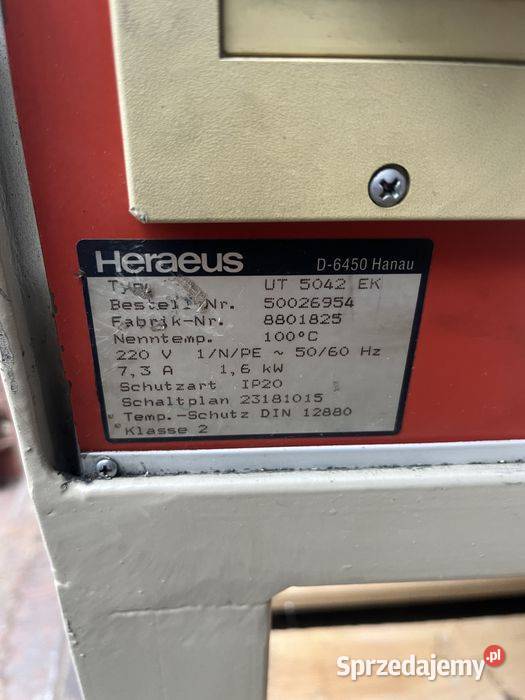 Heraeus D-6450 Hanau
Typ UT 5042 EK
Bestell-Nr. 50026954
Fabrik-Nr. 8801825
Nenntemp. 100°C
220 V 1/N/PE ~ 50/60 Hz
7,3 A 1,6 kW
Schutzart IP20
Schaltplan 23181015
Temp.-Schutz DIN 12880
Klasse 2
Sprzedajemy.pl